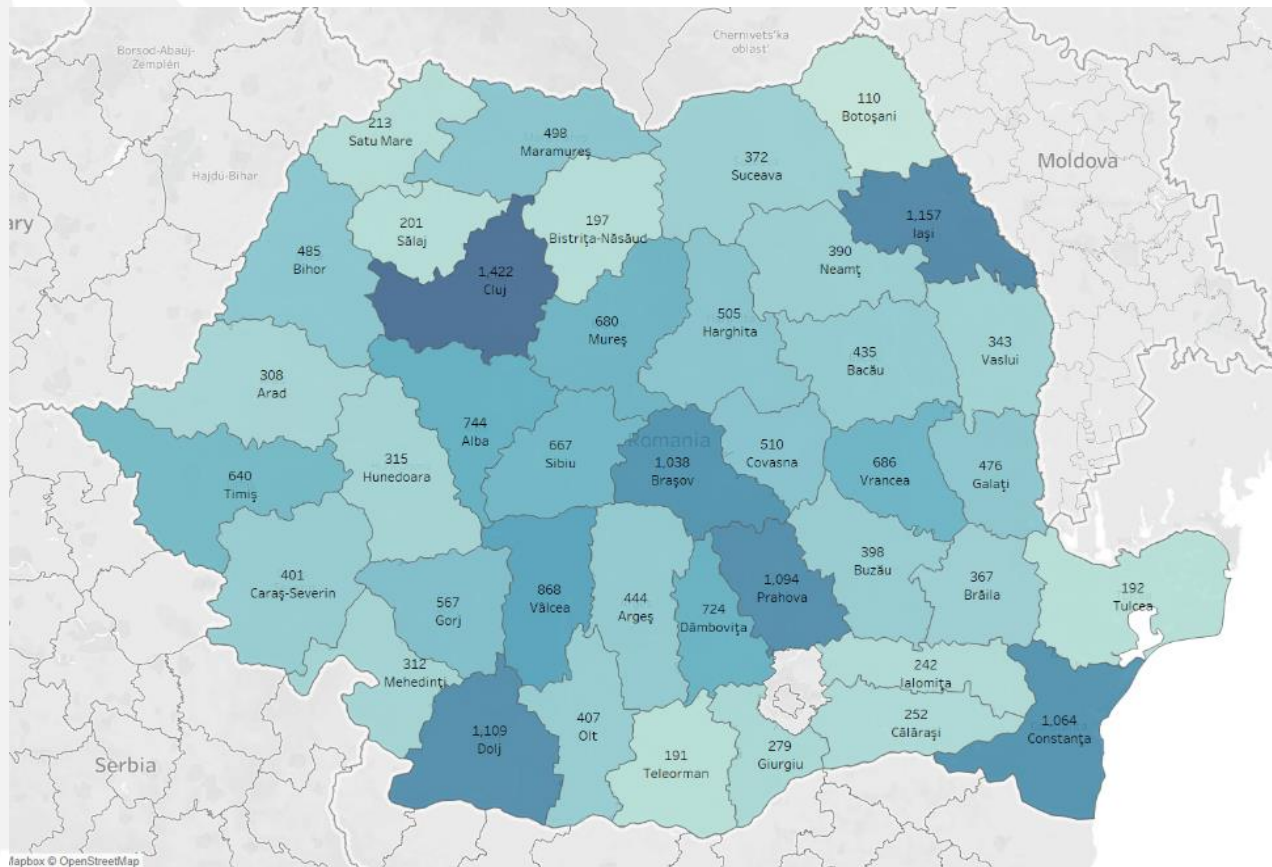 Borsod-Abaúj-
Zemplén
Chernivets'ka
oblast'
110
Botoşani
213
Satu Mare
498
Maramureş
372
Suceava
Moldova
Hajdú-Bihar
ary
201
Sălaj
197
Bistriţa-Năsăud
1,157
Iaşi
485
Bihor
390
Neamţ
1,422
Cluj
680
Mureş
505
Harghita
435
Bacău
343
Vaslui
308
Arad
744
Alba
667
Sibiu
Romania
1,038
Braşov
510
Covasna
686
Vrancea
476
Galaţi
640
Timiş
315
Hunedoara
401
Caraş-Severin
567
Gorj
868
Vâlcea
444
Argeş
724
Dâmboviţa
1,094
Prahova
398
Buzău
367
Brăila
192
Tulcea
312
Mehedinţi
242
Ialomiţa
1,109
Dolj
407
Olt
191
Teleorman
279
Giurgiu
252
Călăraşi
1,064
Constanţa
Serbia
Mapbox © OpenStreetMap